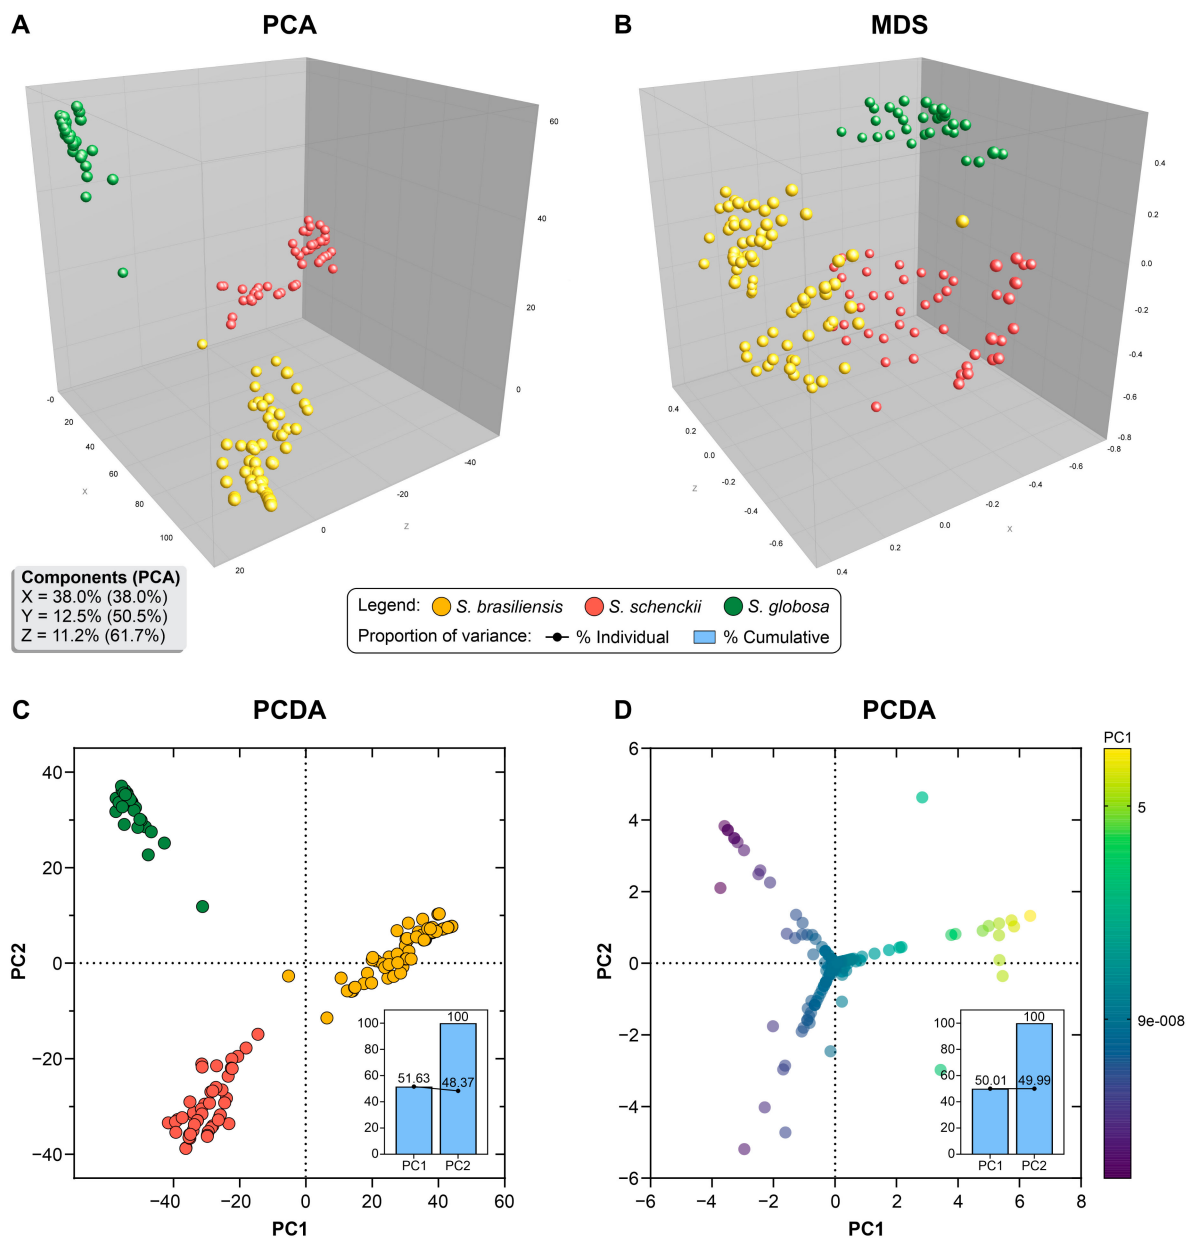 A
PCA
60
40
20
0
-0
20
40
60
80
100
X
-40
-20
0
20
Z
B
MDS
0.4
0.2
0.0
-0.2
-0.4
-0.6
-0.8
0.4
0.2
0.0
-0.2
-0.4
-0.6
Z
-0.8
-0.6
-0.4
-0.2
0.0
0.2
0.4
X
Components (PCA)
X = 38.0% (38.0%)
Y = 12.5% (50.5%)
Z = 11.2% (61.7%)
Legend: S. brasiliensis S. schenckii S. globosa
Proportion of variance: % Individual % Cumulative
C
PCDA
40
20
0
−20
−40
PC2
−40 −20 0 20 40 60
PC1
100
80
60
40
20
0
51.63
100
48.37
PC1 PC2
D
PCDA
6
4
2
0
−2
−4
−6
PC2
−6 −4 −2 0 2 4 6 8
PC1
100
80
60
40
20
0
50.01
100
49.99
PC1 PC2
PC1
5
9e-008